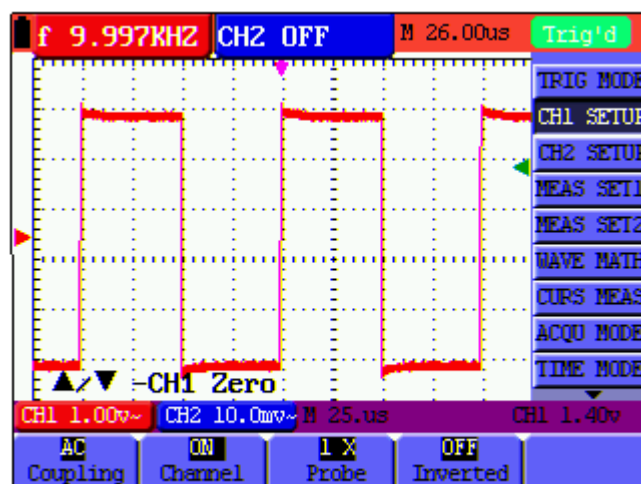 f 9.997KHZ CH2 OFF M 26.00us Trig'd
TRIG MODE
CH1 SETUP
CH2 SETUP
MEAS SET1
MEAS SET2
WAVE MATH
CURS MEAS
ACQU MODE
TIME MODE
▲/▼ -CH1 Zero
CH1 1.00v~ CH2 10.0mv~ M 25.us CH1 1.40v
AC ON 1 X OFF
Coupling Channel Probe Inverted